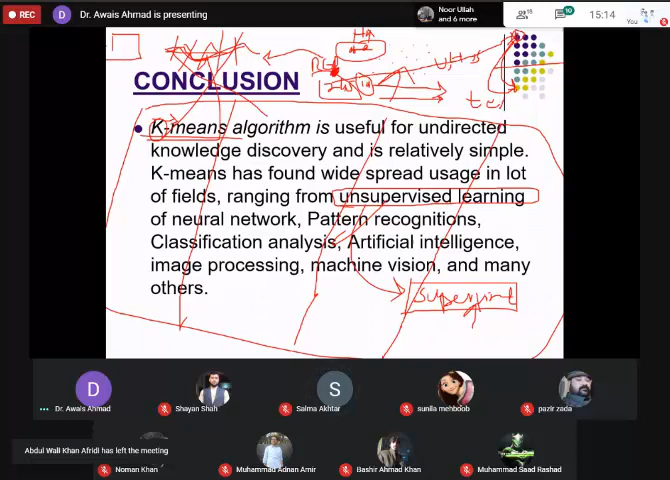 REC
D
Dr. Awais Ahmad is presenting
Noor Ullah
and 6 more
18
10
15:14
You
CONCLUSION
• K-means algorithm is useful for undirected
knowledge discovery and is relatively simple.
K-means has found wide spread usage in lot
of fields, ranging from unsupervised learning
of neural network, Pattern recognitions,
Classification analysis, Artificial intelligence,
image processing, machine vision, and many
others.
D
S
Dr. Awais Ahmad
Shayan Shah
Salma Akhtar
sunila mehboob
pazir zada
Abdul Wali Khan Afridi has left the meeting
Noman Khan
Muhammad Adnan Amir
Bashir Ahmad Khan
Muhammad Saad Rashad